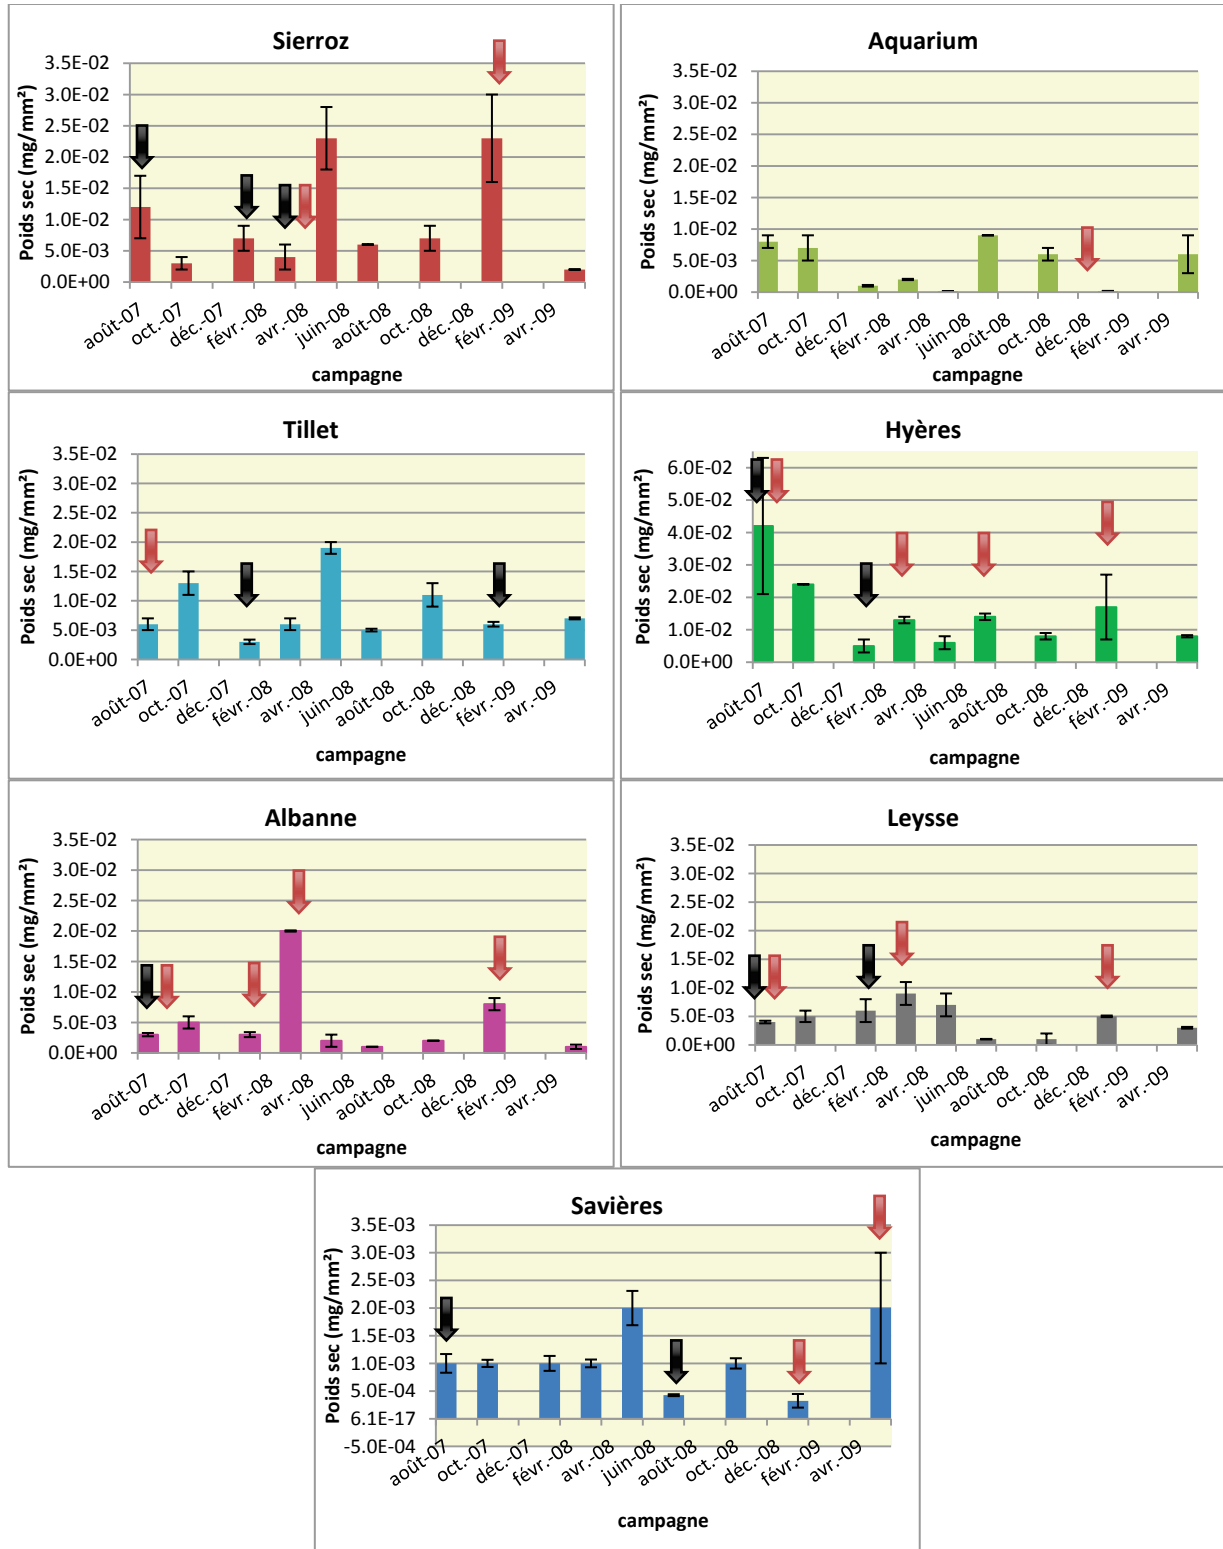 Sierroz
Poids sec (mg/mm²)
3.5E-02
3.0E-02
2.5E-02
2.0E-02
1.5E-02
1.0E-02
5.0E-03
0.0E+00
août-07
oct.-07
déc.-07
févr.-08
avr.-08
juin-08
août-08
oct.-08
déc.-08
févr.-09
avr.-09
campagne
Aquarium
Poids sec (mg/mm²)
3.5E-02
3.0E-02
2.5E-02
2.0E-02
1.5E-02
1.0E-02
5.0E-03
0.0E+00
août-07
oct.-07
déc.-07
févr.-08
avr.-08
juin-08
août-08
oct.-08
déc.-08
févr.-09
avr.-09
campagne
Tillet
Poids sec (mg/mm²)
3.5E-02
3.0E-02
2.5E-02
2.0E-02
1.5E-02
1.0E-02
5.0E-03
0.0E+00
août-07
oct.-07
déc.-07
févr.-08
avr.-08
juin-08
août-08
oct.-08
déc.-08
févr.-09
avr.-09
campagne
Hyères
Poids sec (mg/mm²)
6.0E-02
5.0E-02
4.0E-02
3.0E-02
2.0E-02
1.0E-02
0.0E+00
août-07
oct.-07
déc.-07
févr.-08
avr.-08
juin-08
août-08
oct.-08
déc.-08
févr.-09
avr.-09
campagne
Albanne
Poids sec (mg/mm²)
3.5E-02
3.0E-02
2.5E-02
2.0E-02
1.5E-02
1.0E-02
5.0E-03
0.0E+00
août-07
oct.-07
déc.-07
févr.-08
avr.-08
juin-08
août-08
oct.-08
déc.-08
févr.-09
avr.-09
campagne
Leysse
Poids sec (mg/mm²)
3.5E-02
3.0E-02
2.5E-02
2.0E-02
1.5E-02
1.0E-02
5.0E-03
0.0E+00
août-07
oct.-07
déc.-07
févr.-08
avr.-08
juin-08
août-08
oct.-08
déc.-08
févr.-09
avr.-09
campagne
Savières
Poids sec (mg/mm²)
3.5E-03
3.0E-03
2.5E-03
2.0E-03
1.5E-03
1.0E-03
5.0E-04
6.1E-17
-5.0E-04
août-07
oct.-07
déc.-07
févr.-08
avr.-08
juin-08
août-08
oct.-08
déc.-08
févr.-09
avr.-09
campagne